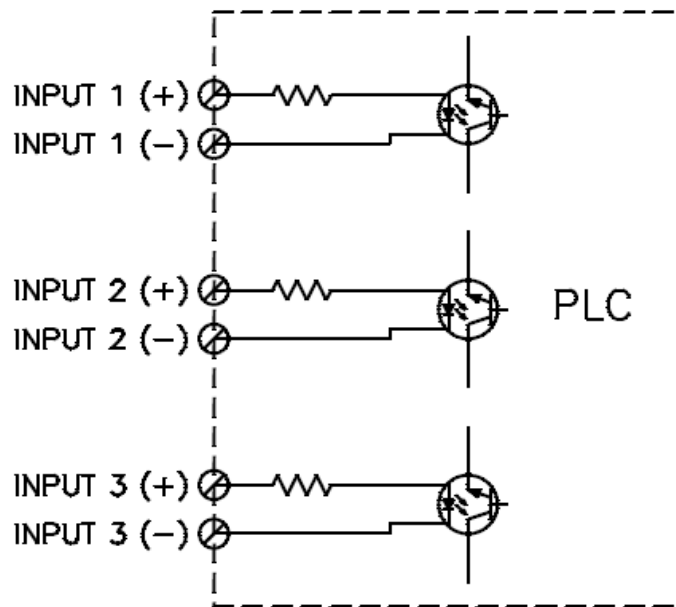 INPUT 1 (+)
INPUT 1 (-)
INPUT 2 (+)
INPUT 2 (-)
PLC
INPUT 3 (+)
INPUT 3 (-)